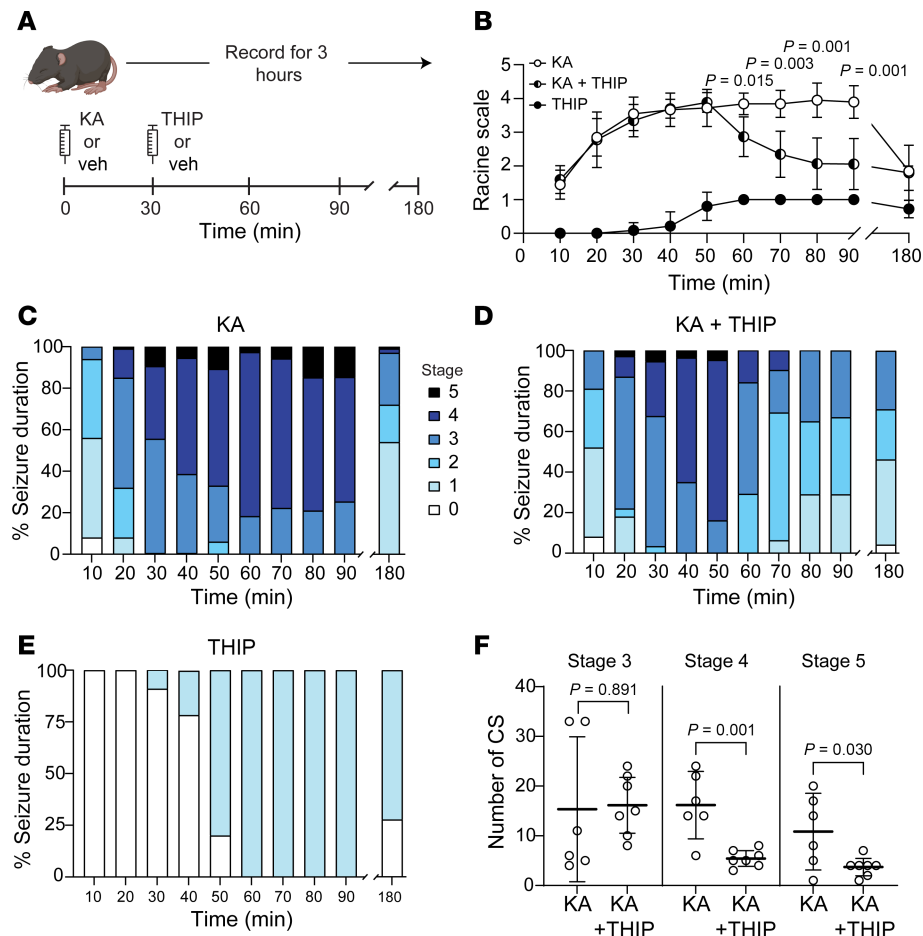 A
Record for 3
hours
KA
or
veh
THIP
or
veh
0
30
60
90
180
Time (min)
B
KA
KA + THIP
THIP
P = 0.015
P = 0.003
P = 0.001
P = 0.001
Racine scale
5
4
3
2
1
0
0 10 20 30 40 50 60 70 80 90 180
Time (min)
C
KA
% Seizure duration
100
80
60
40
20
0
10 20 30 40 50 60 70 80 90 180
Time (min)
Stage
5
4
3
2
1
0
D
KA + THIP
% Seizure duration
100
80
60
40
20
0
10 20 30 40 50 60 70 80 90 180
Time (min)
E
THIP
% Seizure duration
100
75
50
25
0
10 20 30 40 50 60 70 80 90 180
Time (min)
F
Stage 3 Stage 4 Stage 5
Number of CS
40
30
20
10
0
P = 0.891
P = 0.001
P = 0.030
KA KA KA KA KA KA
+THIP +THIP +THIP